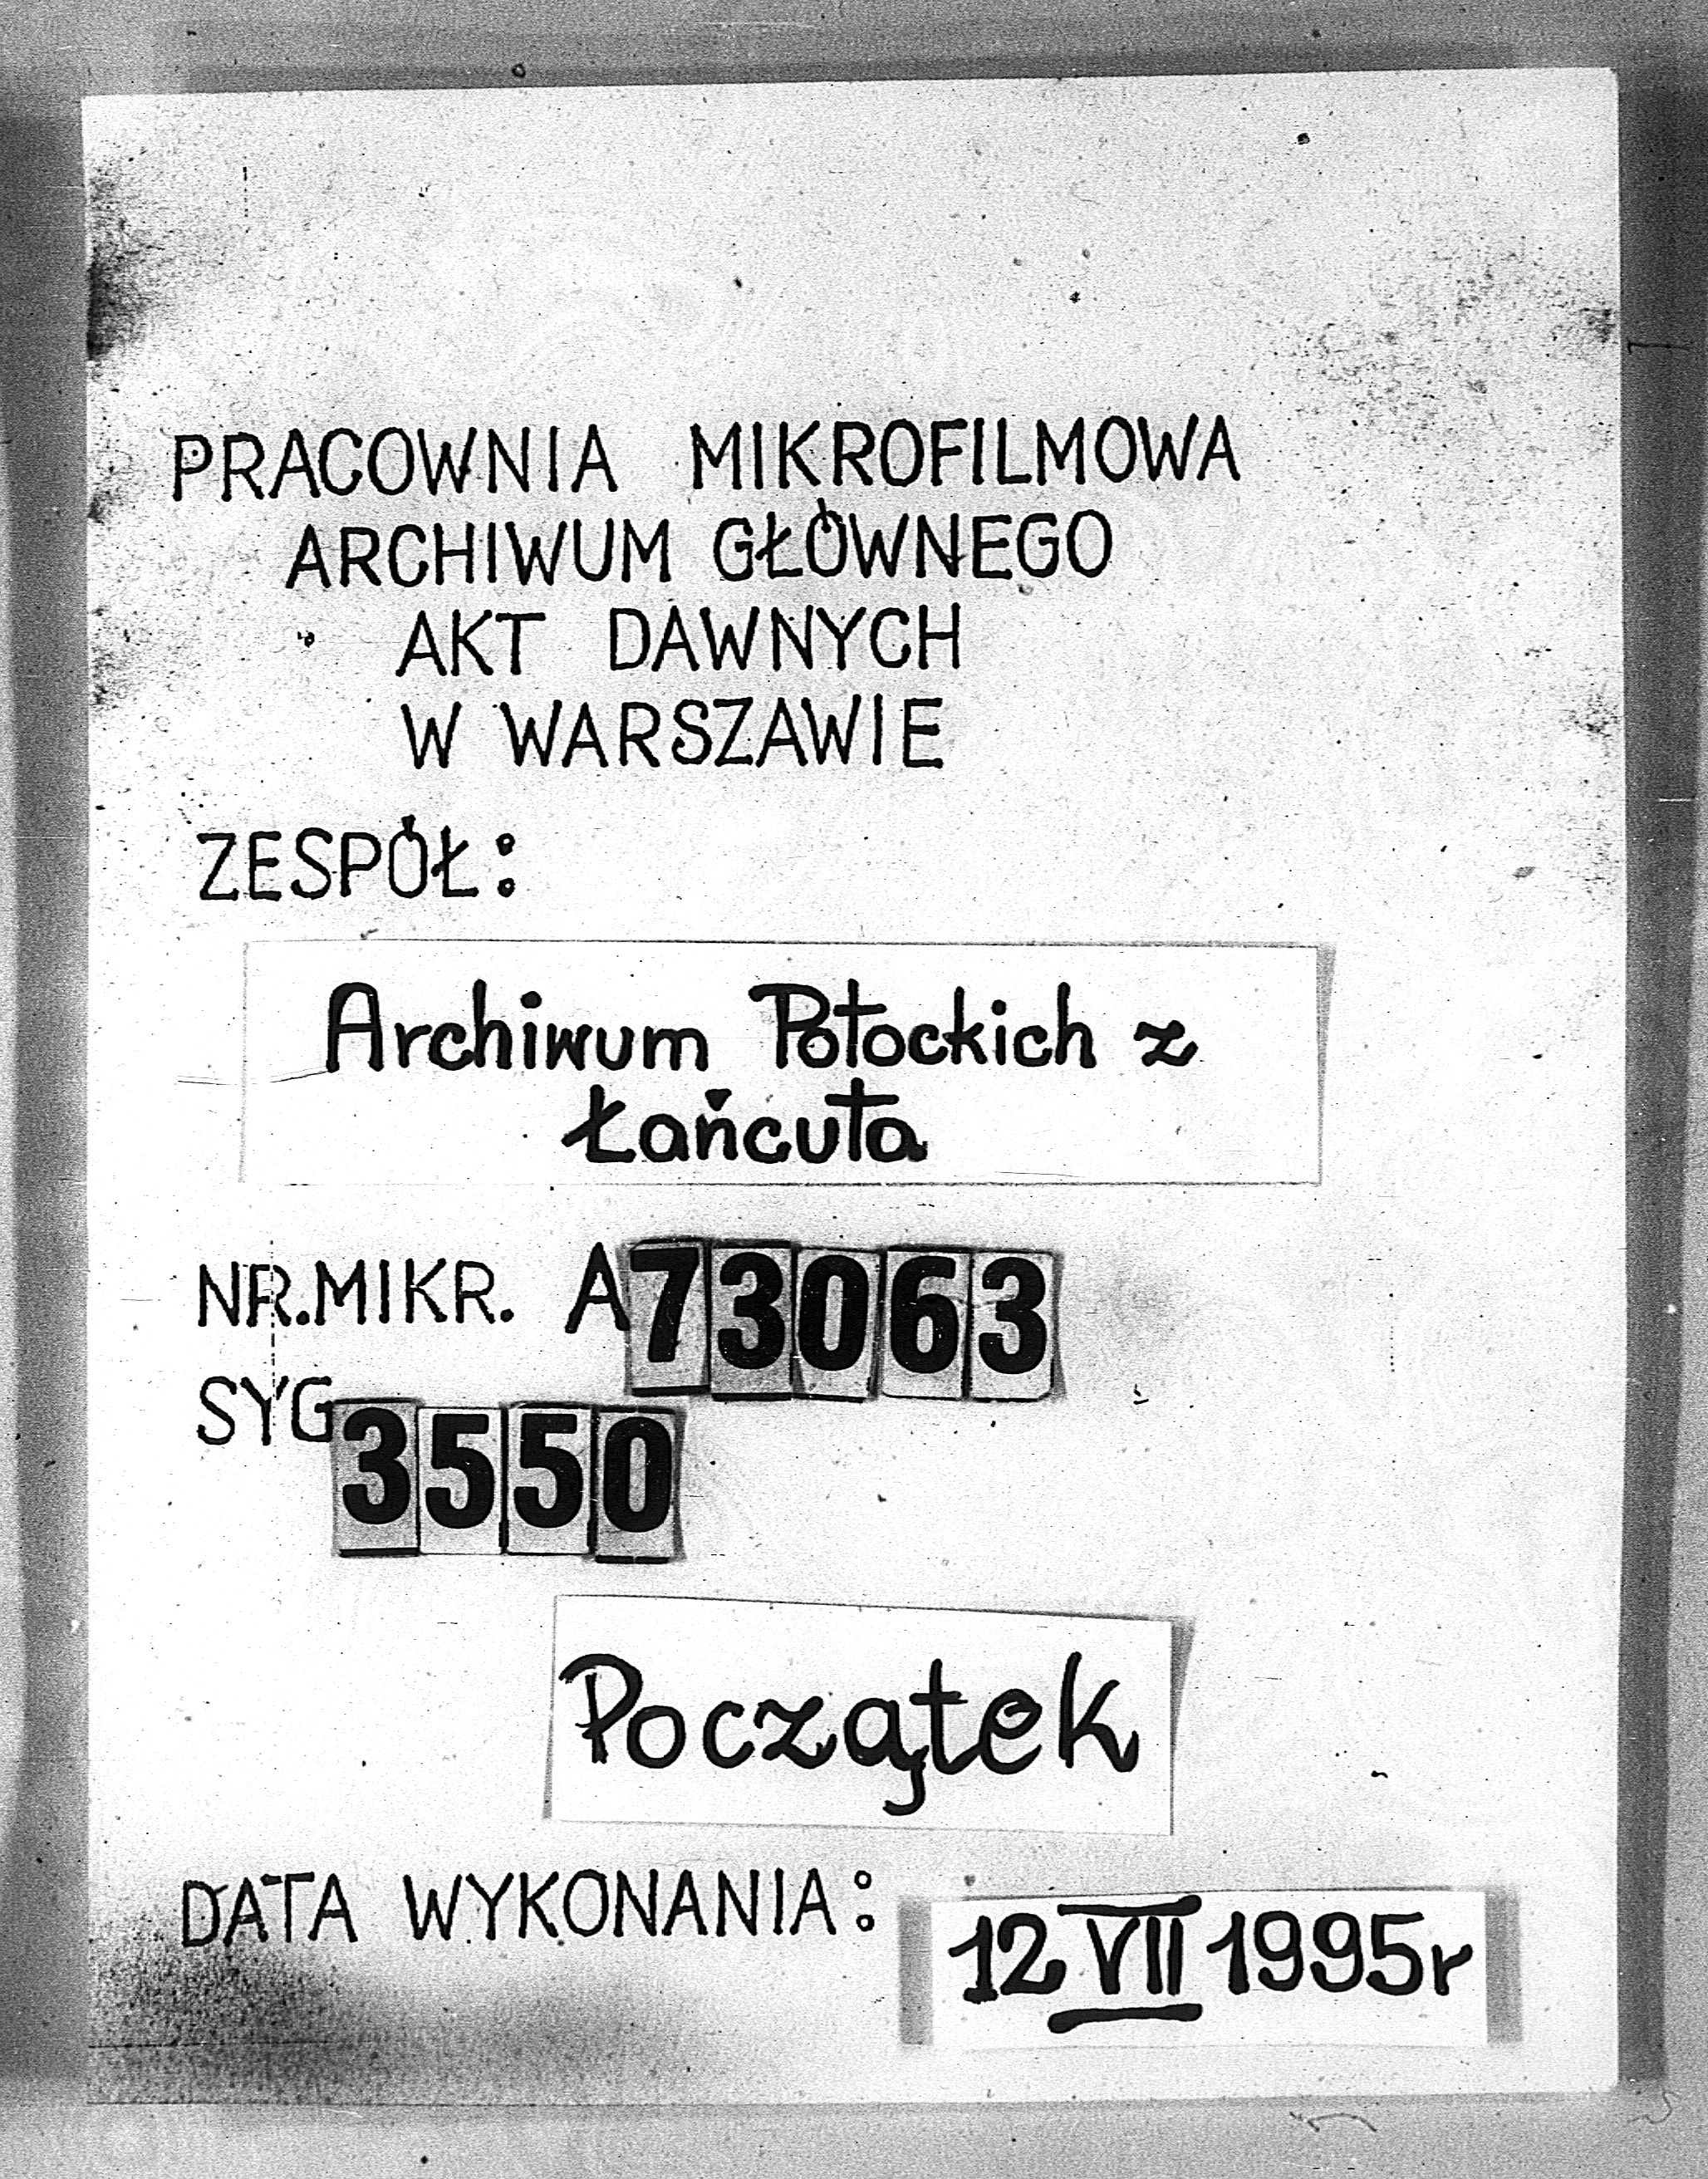 PRACOWNIA MIKROFILMOWA
ARCHIWUM GŁÓWNEGO
AKT DAWNYCH
W WARSZAWIE
ZESPÓŁ:
Archiwum Potockich z
Łańcuta
NR.MIKR. A73063
SYG 3550
Początek
DATA WYKONANIA: 12 VII 1995r